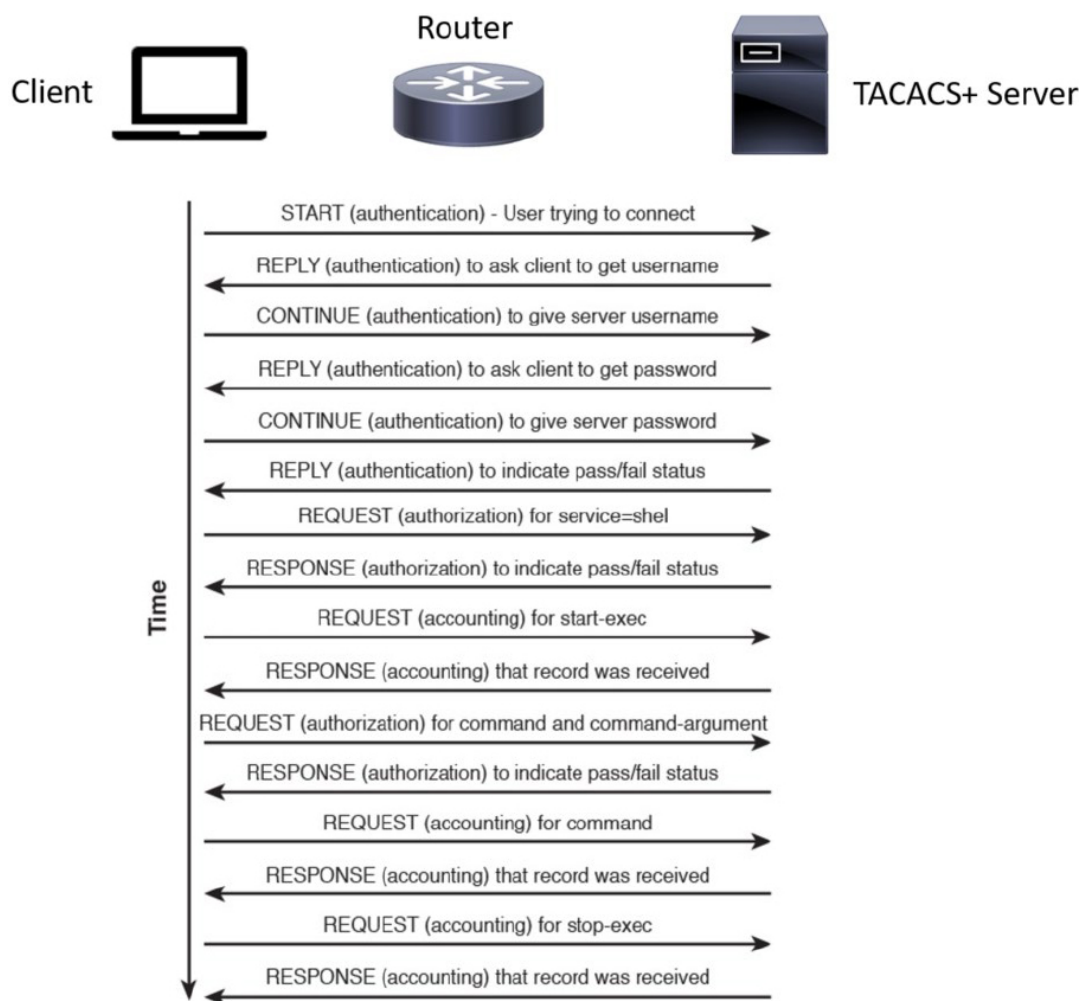 Router
Client
TACACS+ Server
START (authentication) - User trying to connect
REPLY (authentication) to ask client to get username
CONTINUE (authentication) to give server username
REPLY (authentication) to ask client to get password
CONTINUE (authentication) to give server password
REPLY (authentication) to indicate pass/fail status
REQUEST (authorization) for service=shel
RESPONSE (authorization) to indicate pass/fail status
Time
REQUEST (accounting) for start-exec
RESPONSE (accounting) that record was received
REQUEST (authorization) for command and command-argument
RESPONSE (authorization) to indicate pass/fail status
REQUEST (accounting) for command
RESPONSE (accounting) that record was received
REQUEST (accounting) for stop-exec
RESPONSE (accounting) that record was received